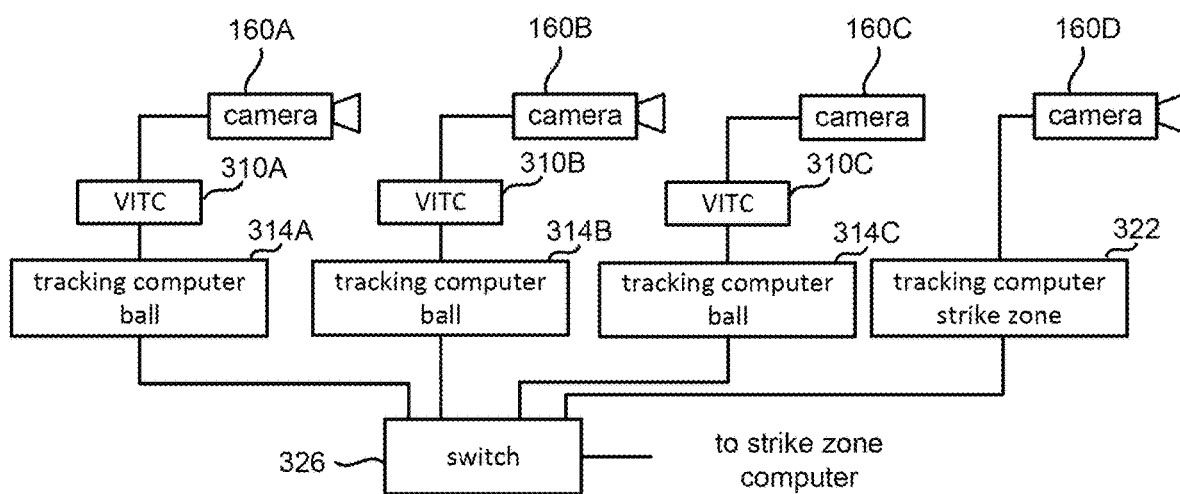 160A
160B
160C
160D
camera
camera
camera
camera
310A
310B
310C
VITC
VITC
VITC
314A
314B
314C
322
tracking computer
ball
tracking computer
ball
tracking computer
ball
tracking computer
strike zone
326
switch
to strike zone
computer